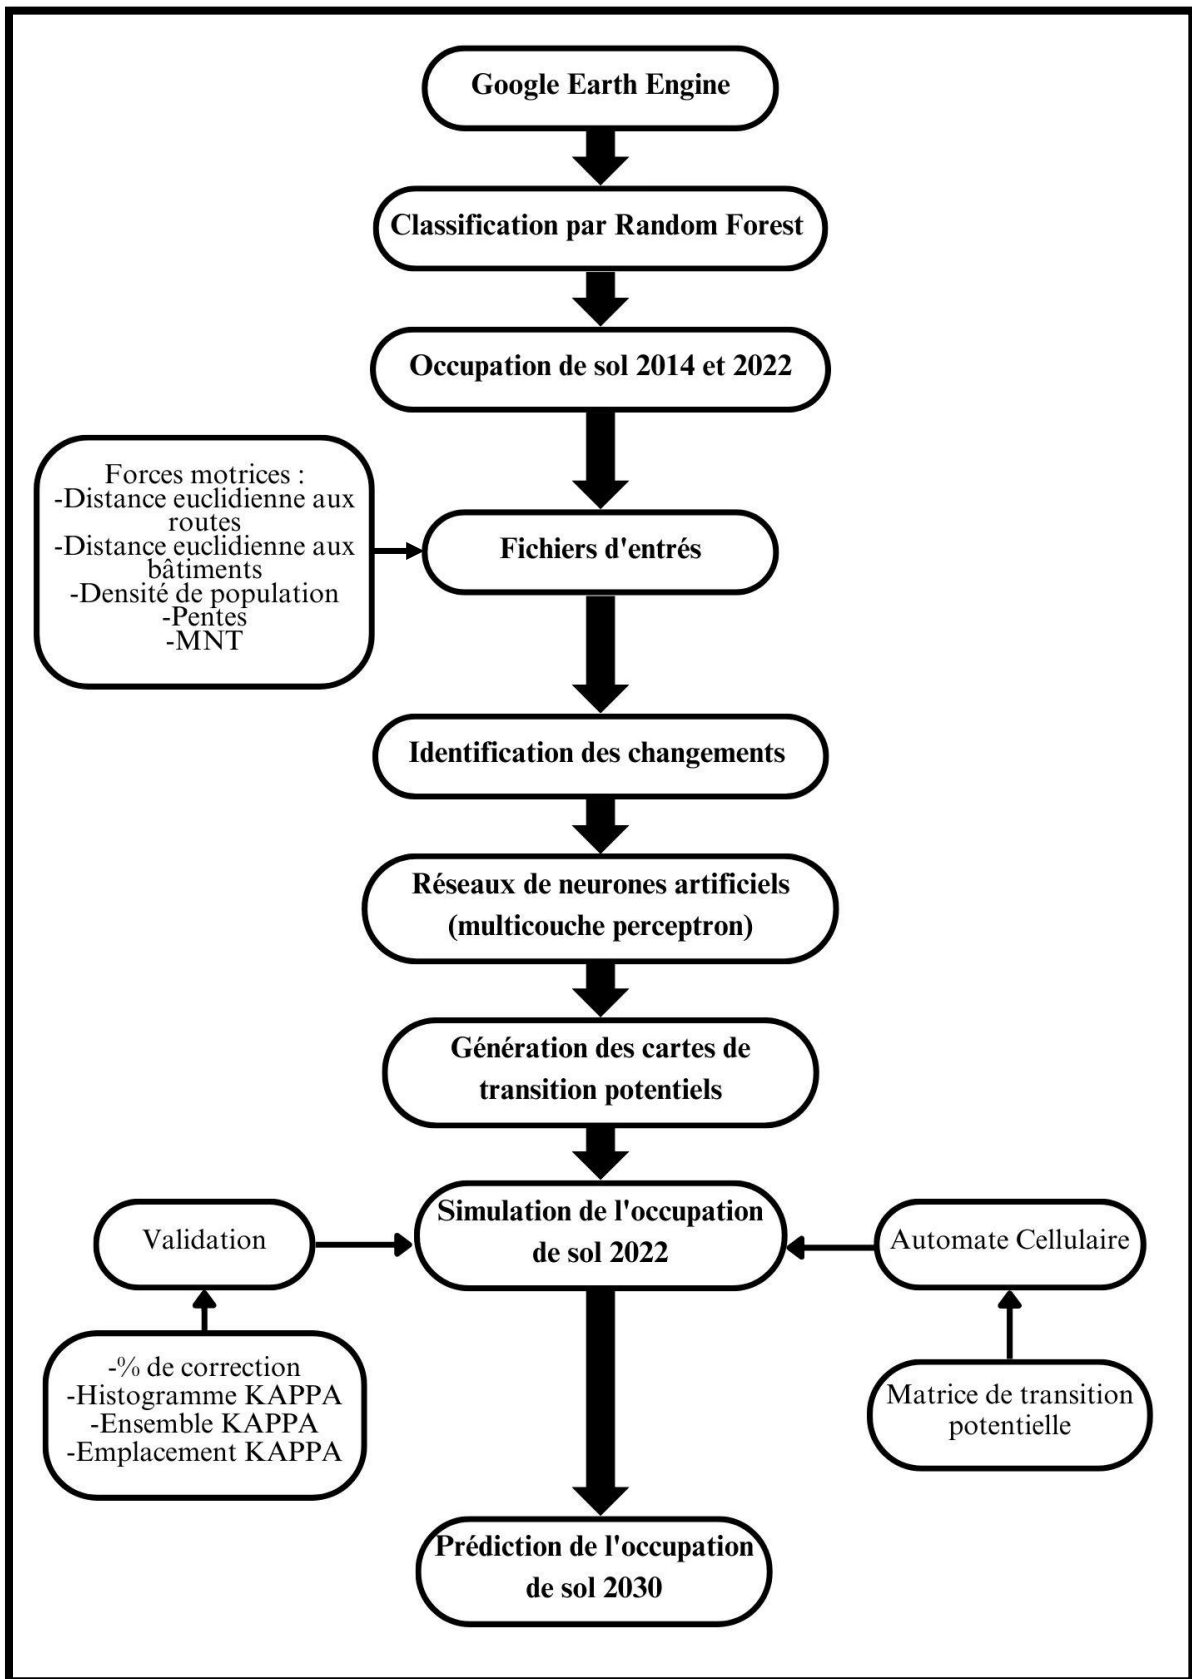 Google Earth Engine
Classification par Random Forest
Occupation de sol 2014 et 2022
Forces motrices :
-Distance euclidienne aux
routes
-Distance euclidienne aux
bâtiments
-Densité de population
-Pentes
-MNT
Fichiers d'entrés
Identification des changements
Réseaux de neurones artificiels
(multicouche perceptron)
Génération des cartes de
transition potentiels
Validation
Simulation de l'occupation
de sol 2022
Automate Cellulaire
-% de correction
-Histogramme KAPPA
-Ensemble KAPPA
-Emplacement KAPPA
Matrice de transition
potentielle
Prédiction de l'occupation
de sol 2030